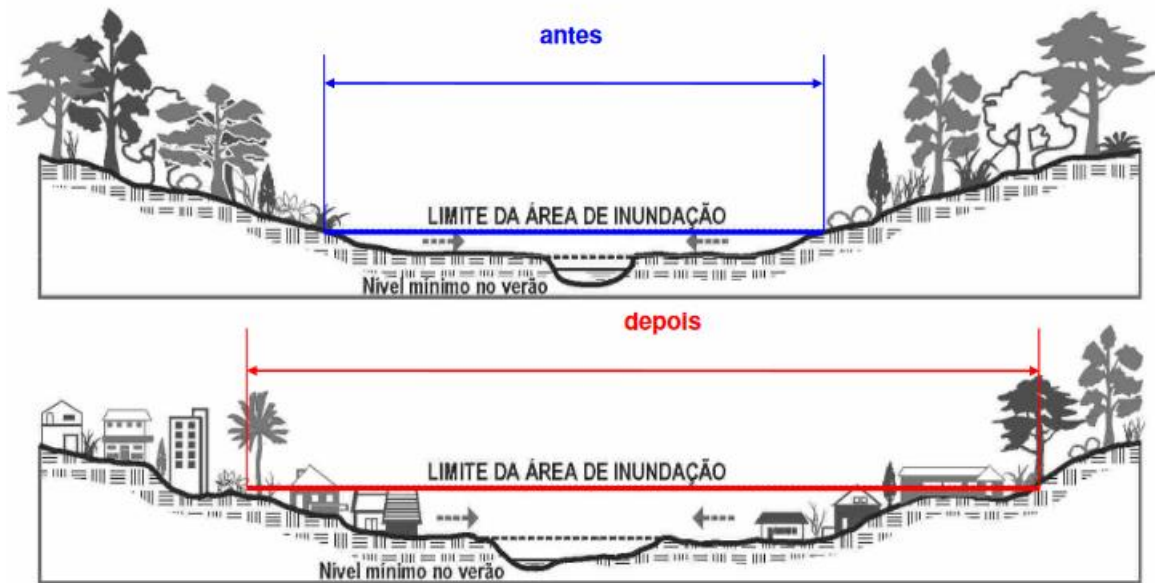 antes
LIMITE DA ÁREA DE INUNDAÇÃO
Nível mínimo no verão
depois
LIMITE DA ÁREA DE INUNDAÇÃO
Nível mínimo no verão